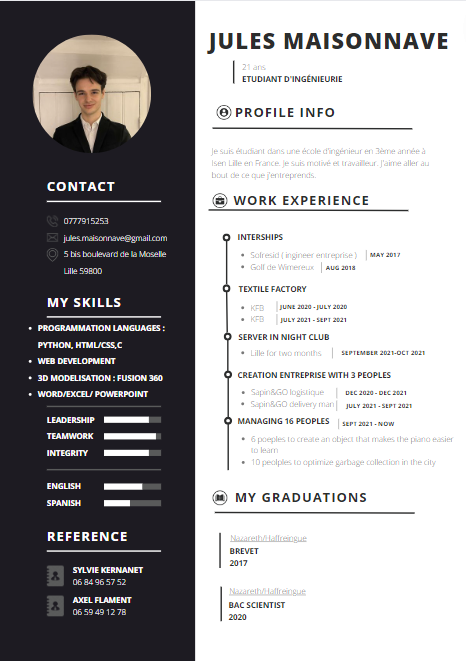 JULES MAISONNAVE
21 ans
ETUDIANT D'INGÉNIEURIE
PROFILE INFO
Je suis étudiant dans une école d'ingénieur en 3ème année à
Isen Lille en France. Je suis motivé et travailleur. J'aime aller au
bout de ce que j'entreprends.
WORK EXPERIENCE
INTERSHIPS
Sofresud ( ingineer entreprise ) MAY 2017
Golf de Wimereux AUG 2018
TEXTILE FACTORY
KFB JUNE 2020 - JULY 2020
KFB JULY 2021 - SEPT 2021
SERVER IN NIGHT CLUB
Lille for two months SEPTEMBER 2021-OCT 2021
CREATION ENTREPRISE WITH 3 PEOPLES
Sapin&GO logistique DEC 2020 - DEC 2021
Sapin&GO delivery man JULY 2021 - SEPT 2021
MANAGING 16 PEOPLES SEPT 2021 - NOW
6 poeples to create an object that makes the piano easier
to learn
10 peolples to optimize garbage collection in the city
MY GRADUATIONS
Nazareth/Haffreingue
BREVET
2017
Nazareth/Haffreingue
BAC SCIENTIST
2020
CONTACT
0777915253
jules.maisonnave@gmail.com
5 bis boulevard de la Moselle
Lille 59800
MY SKILLS
PROGRAMMATION LANGUAGES :
PYTHON, HTML/CSS,C
WEB DEVELOPMENT
3D MODELISATION : FUSION 360
WORD/EXCEL/ POWERPOINT
LEADERSHIP
TEAMWORK
INTEGRITY
ENGLISH
SPANISH
REFERENCE
SYLVIE KERNANET
06 84 96 57 52
AXEL FLAMENT
06 59 49 12 78